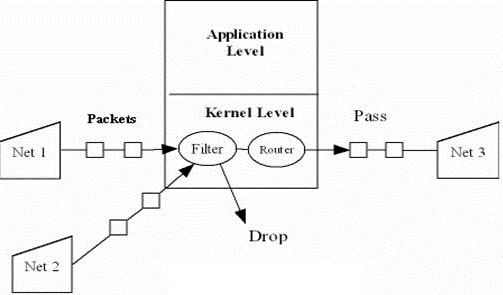 Application
Level
Kernel Level
Packets
Pass
Net 1
Filter
Router
Net 3
Drop
Net 2